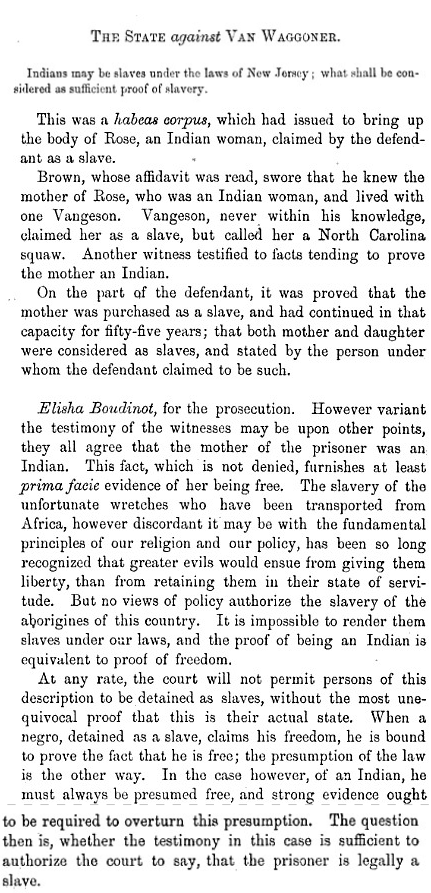 THE STATE against VAN WAGGONER.
Indians may be slaves under the laws of New Jersey; what shall be con-
sidered as sufficient proof of slavery.
This was a habeas corpus, which had issued to bring up
the body of Rose, an Indian woman, claimed by the defend-
ant as a slave.
Brown, whose affidavit was read, swore that he knew the
mother of Rose, who was an Indian woman, and lived with
one Vangeson. Vangeson, never within his knowledge,
claimed her as a slave, but called her a North Carolina
squaw. Another witness testified to facts tending to prove
the mother an Indian.
On the part of the defendant, it was proved that the
mother was purchased as a slave, and had continued in that
capacity for fifty-five years; that both mother and daughter
were considered as slaves, and stated by the person under
whom the defendant claimed to be such.
Elisha Boudinot, for the prosecution. However variant
the testimony of the witnesses may be upon other points,
they all agree that the mother of the prisoner was an
Indian. This fact, which is not denied, furnishes at least
prima facie evidence of her being free. The slavery of the
unfortunate wretches who have been transported from
Africa, however discordant it may be with the fundamental
principles of our religion and our policy, has been so long
recognized that greater evils would ensue from giving them
liberty, than from retaining them in their state of servi-
tude. But no views of policy authorize the slavery of the
aborigines of this country. It is impossible to render them
slaves under our laws, and the proof of being an Indian is
equivalent to proof of freedom.
At any rate, the court will not permit persons of this
description to be detained as slaves, without the most une-
quivocal proof that this is their actual state. When a
negro, detained as a slave, claims his freedom, he is bound
to prove the fact that he is free; the presumption of the law
is the other way. In the case however, of an Indian, he
must always be presumed free, and strong evidence ought
to be required to overturn this presumption. The question
then is, whether the testimony in this case is sufficient to
authorize the court to say, that the prisoner is legally a
slave.